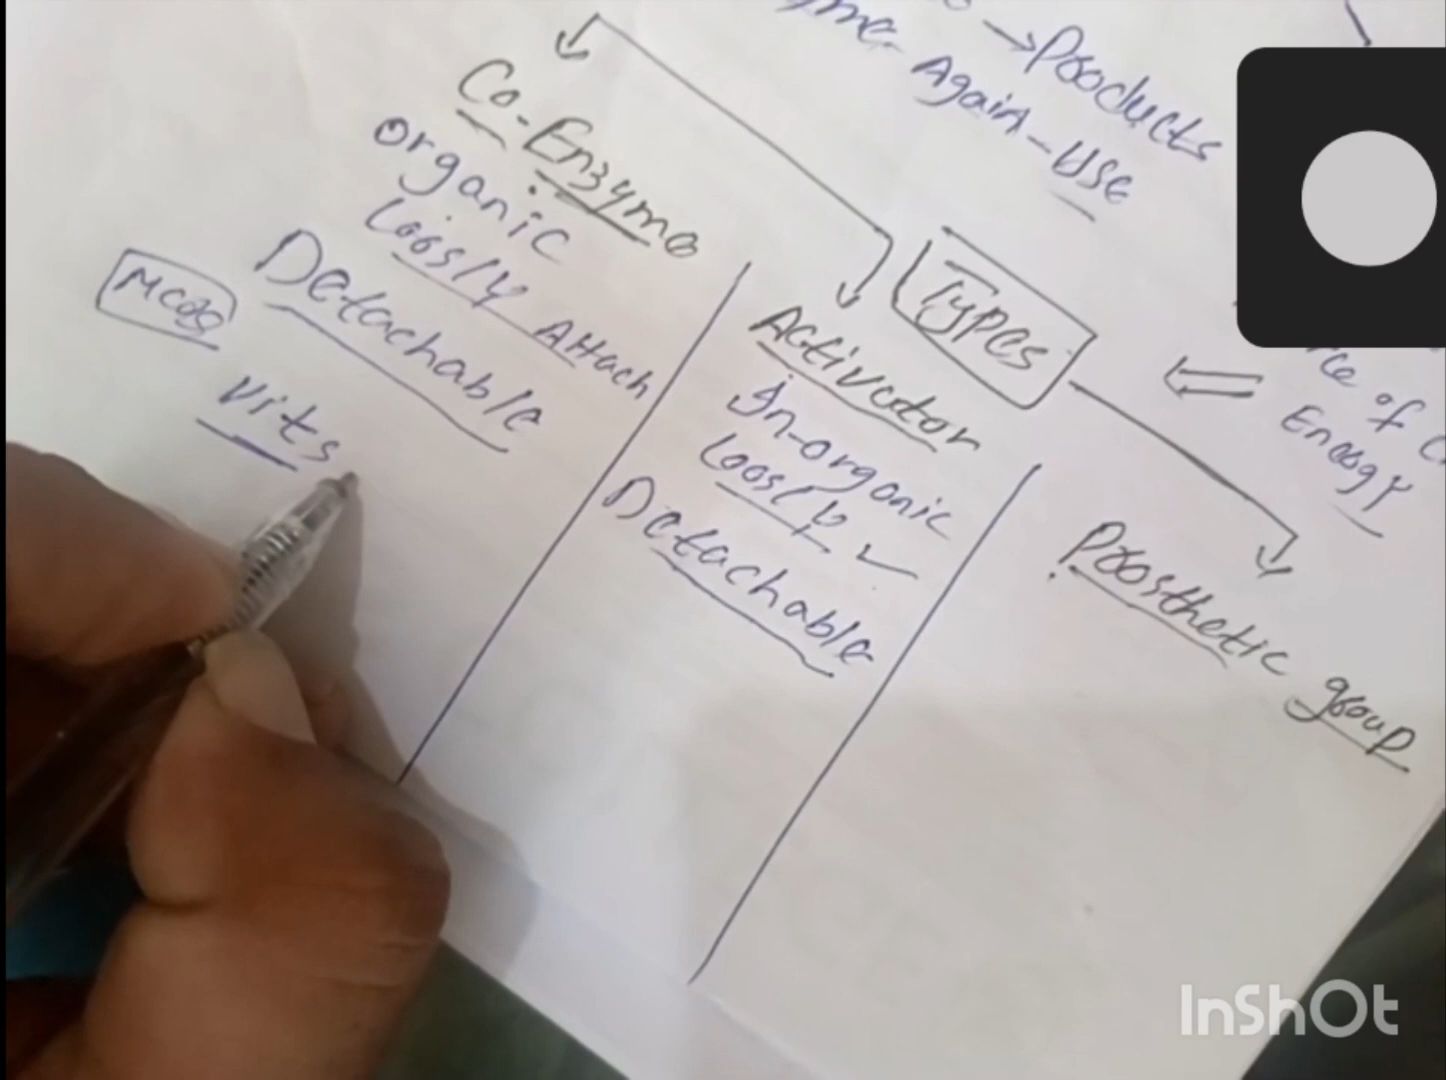 → Products
Again-Use
Types
Co-Enzyme
organic
Loosly Attach
Detachable
MCQs
Vits
Activator
In-organic
Loosly ✓
Detachable
Prosthetic group
of
Energy
InShOt